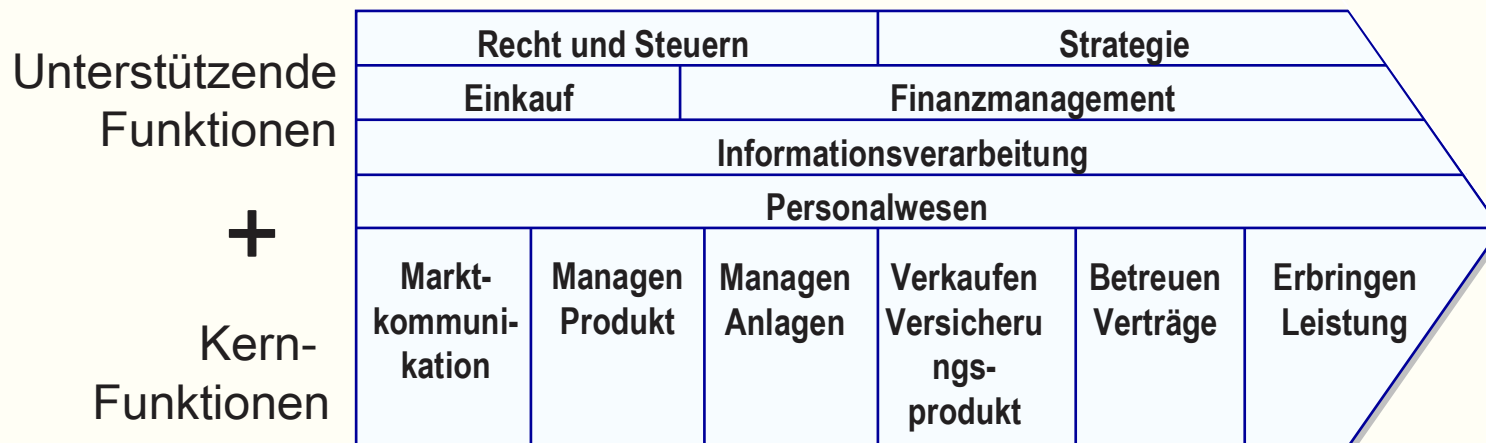 Unterstützende
Funktionen
+
Kern-
Funktionen
Recht und Steuern
Strategie
Einkauf
Finanzmanagement
Informationsverarbeitung
Personalwesen
Markt-
kommuni-
kation
Managen
Produkt
Managen
Anlagen
Verkaufen
Versicheru
ngs-
produkt
Betreuen
Verträge
Erbringen
Leistung